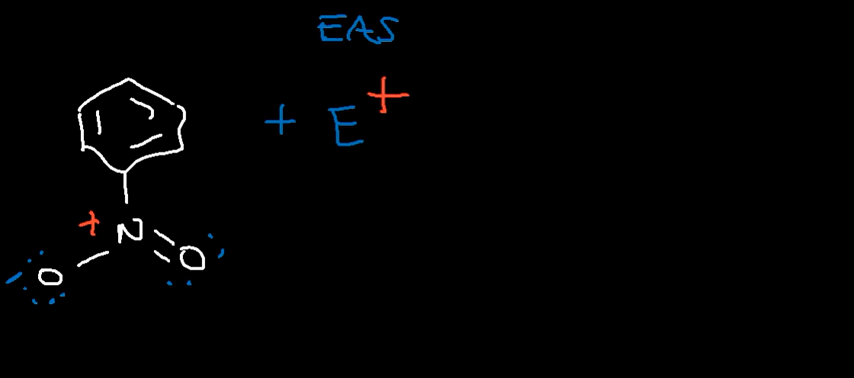 EAS
+ E +
+ N
- O O